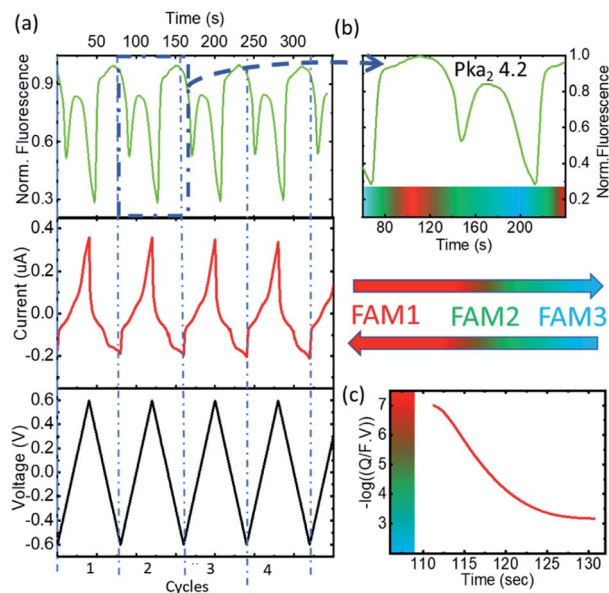 (a)
Time (s)
50 100 150 200 250 300
Norm. Fluorescence
0.9
0.6
0.3
Current (uA)
0.4
0.2
0.0
-0.2
Voltage (V)
0.6
0.4
0.2
0.0
-0.2
-0.4
-0.6
1 2 3 4
Cycles
(b)
Pka₂ 4.2
1.0
0.8
0.6
0.4
0.2
Norm.Fluorescence
60 80 120 160 200
Time (s)
FAM1 FAM2 FAM3
(c)
-log((Q/F.V))
7
6
5
4
3
110 115 120 125 130
Time (sec)